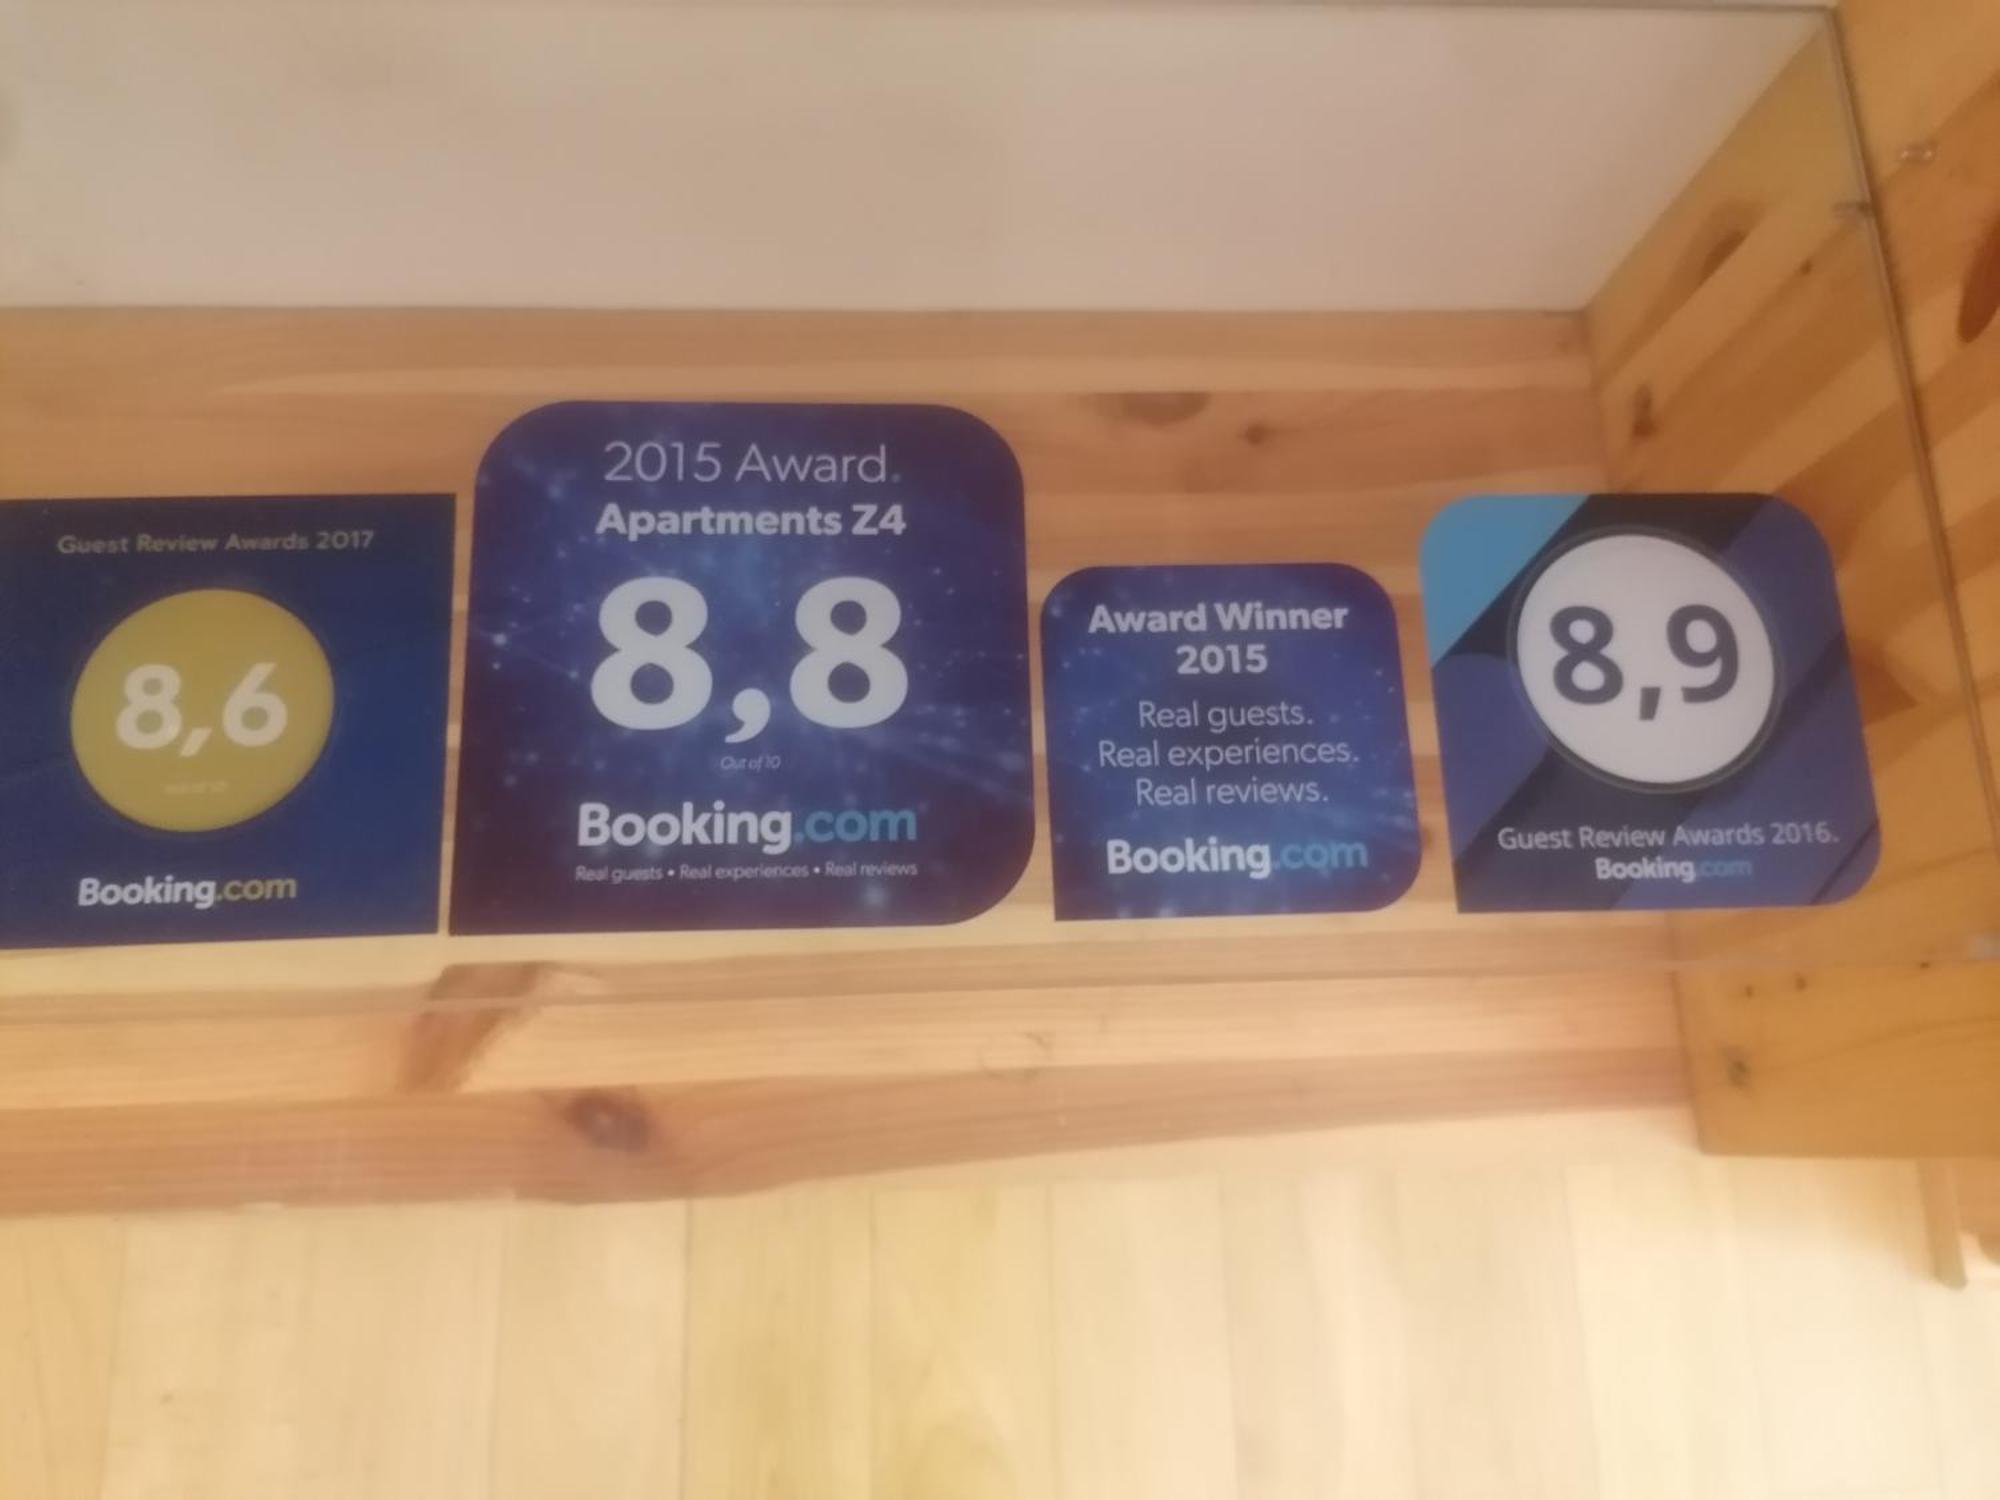 Guest Review Awards 2017
8,6
Booking.com
2015 Award.
Apartments Z4
8,8
Out of 10
Booking.com
Real guests • Real experiences • Real reviews
Award Winner
2015
Real guests.
Real experiences.
Real reviews.
Booking.com
8,9
Guest Review Awards 2016.
Booking.com